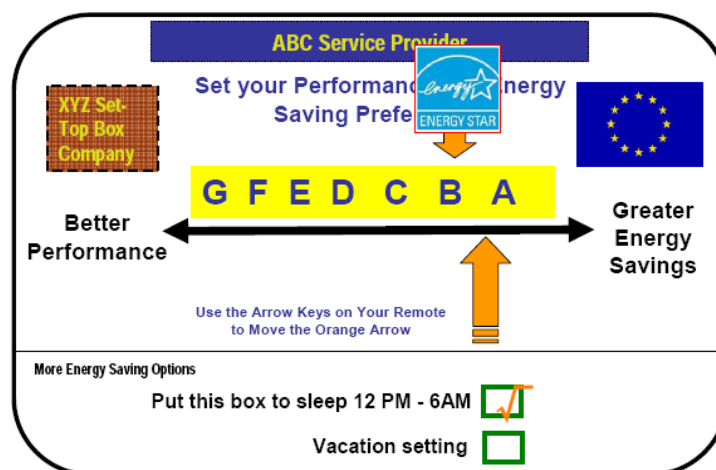 ABC Service Provider
Set your Performance Energy
Saving Prefe
energy
ENERGY STAR
XYZ Set-
Top Box
Company
G F E D C B A
Better
Performance
Greater
Energy
Savings
Use the Arrow Keys on Your Remote
to Move the Orange Arrow
More Energy Saving Options
Put this box to sleep 12 PM - 6AM
Vacation setting